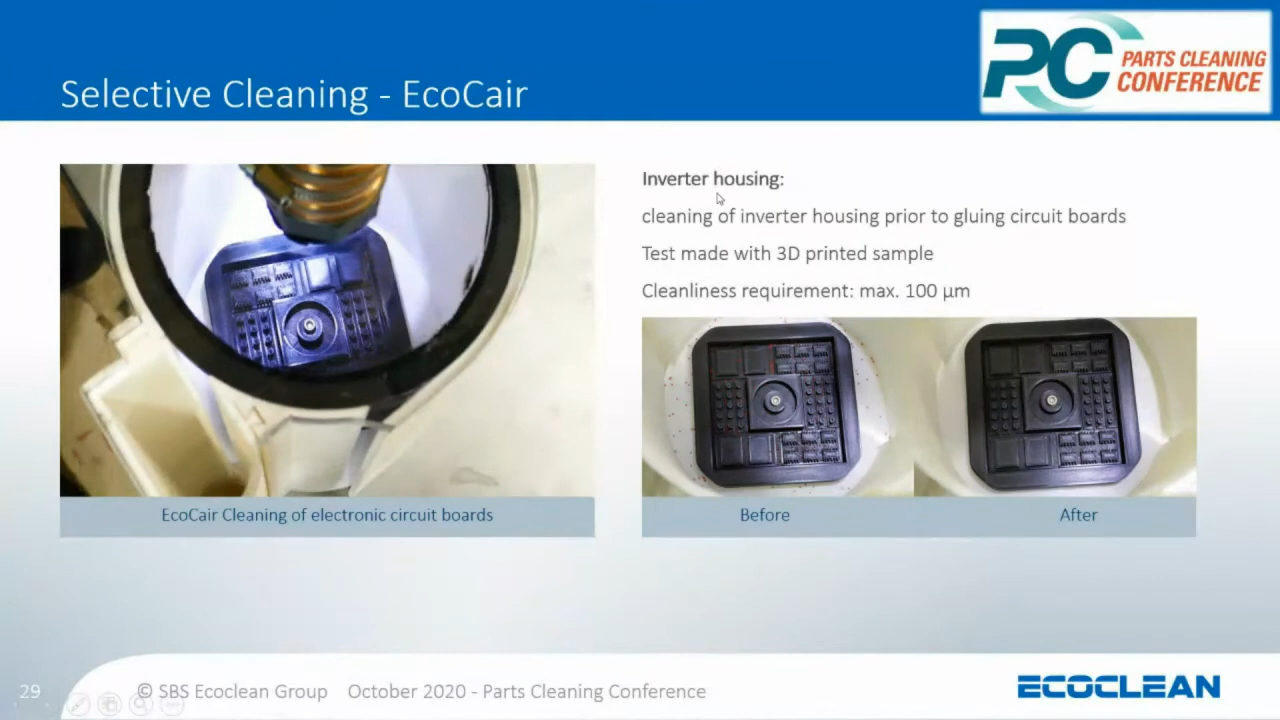 Selective Cleaning - EcoCair
PC PARTS CLEANING
CONFERENCE
Inverter housing:
cleaning of inverter housing prior to gluing circuit boards
Test made with 3D printed sample
Cleanliness requirement: max. 100 µm
EcoCair Cleaning of electronic circuit boards
Before
After
29
© SBS Ecoclean Group October 2020 - Parts Cleaning Conference
ECOCLEAN